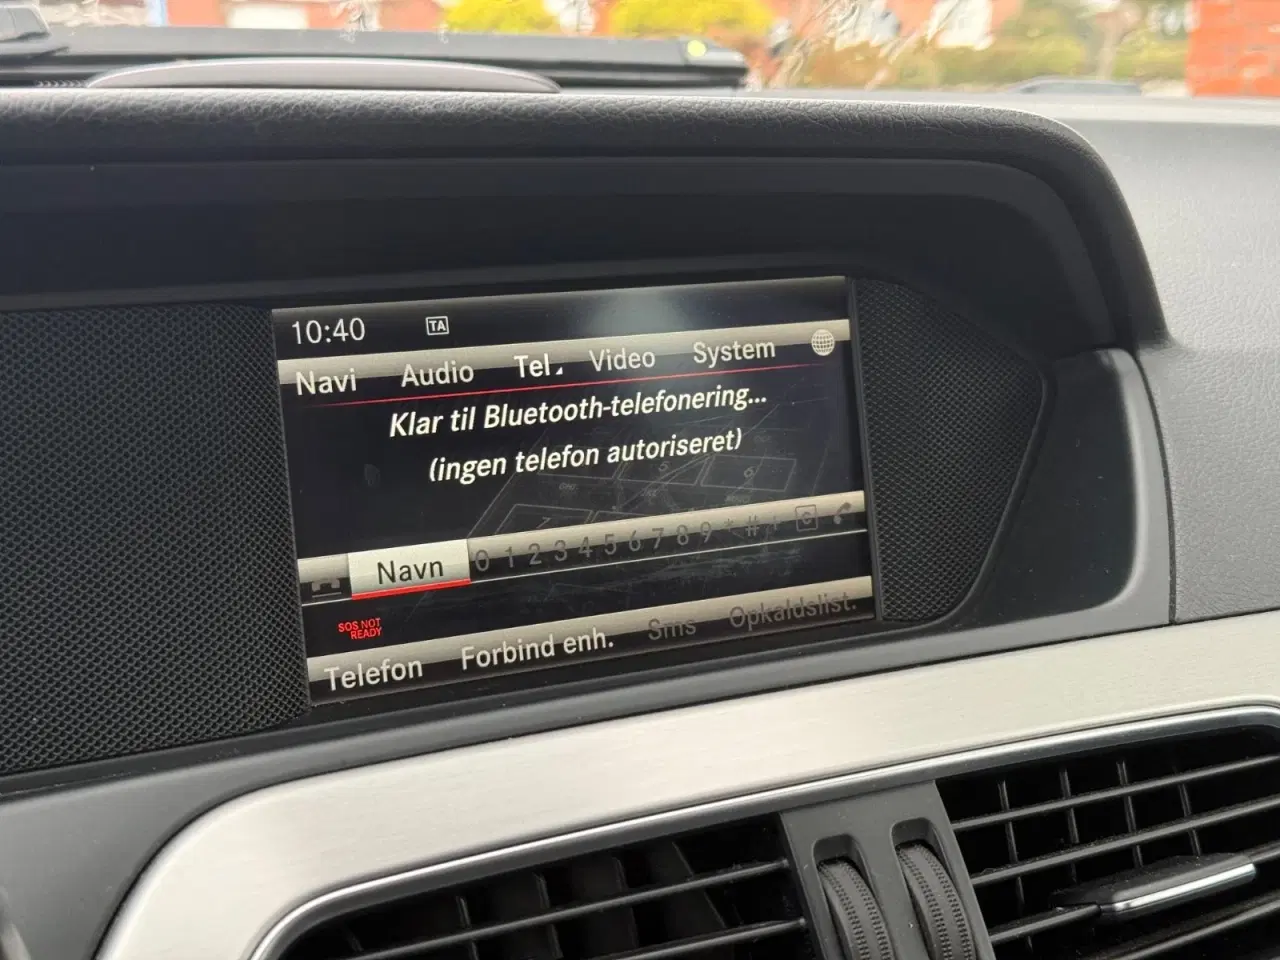 10:40 TA
Navi Audio Tel. Video System
Klar til Bluetooth-telefonering...
(ingen telefon autoriseret)
Navn 0 1 2 3 4 5 6 7 8 9 * # + C
SOS NOT
READY
Telefon Forbind enh. Sms Opkaldslist.